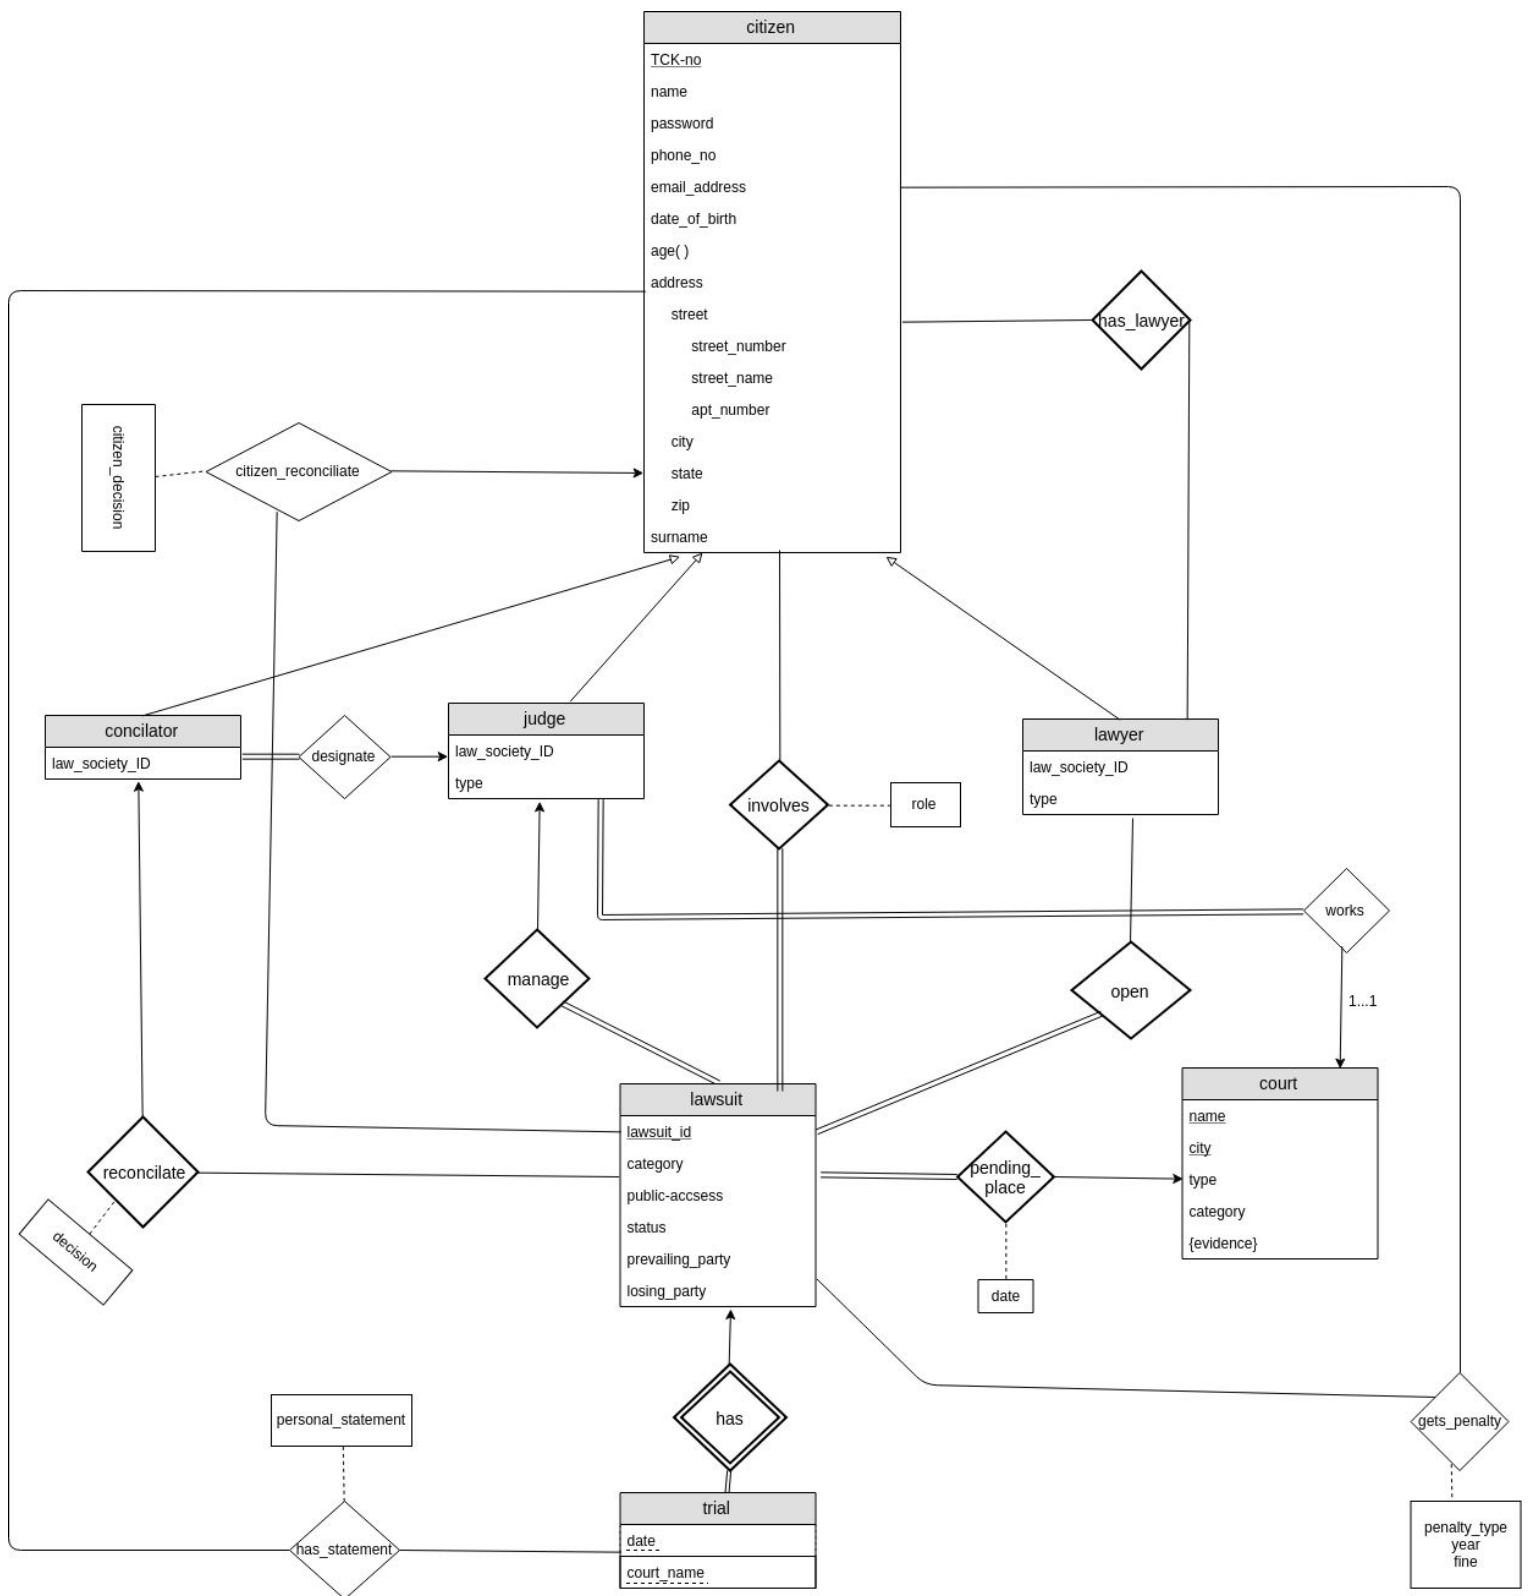 citizen
TCK-no
name
password
phone_no
email_address
date_of_birth
age( )
address
street
street_number
street_name
apt_number
city
state
zip
surname
has_lawyer
citizen_decision
citizen_reconciliate
concilator
law_society_ID
designate
judge
law_society_ID
type
involves
role
lawyer
law_society_ID
type
works
1...1
manage
open
reconcilate
decision
lawsuit
lawsuit_id
category
public-accsess
status
prevailing_party
losing_party
pending_
place
date
court
name
city
type
category
{evidence}
has
gets_penalty
penalty_type
year
fine
personal_statement
has_statement
trial
date
court_name